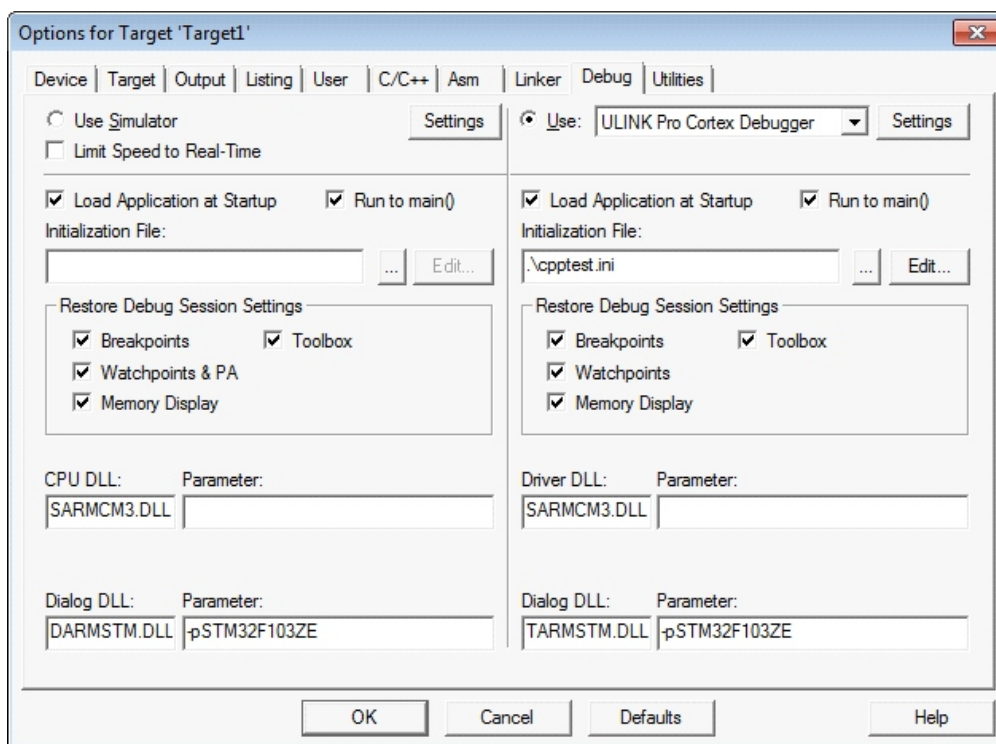 Options for Target 'Target1'
Device Target Output Listing User C/C++ Asm Linker Debug Utilities
Use Simulator Settings
Limit Speed to Real-Time
Load Application at Startup Run to main()
Initialization File:
... Edit...
Restore Debug Session Settings
Breakpoints Toolbox
Watchpoints & PA
Memory Display
CPU DLL: Parameter:
SARMCM3.DLL
Dialog DLL: Parameter:
DARMSTM.DLL -pSTM32F103ZE
Use: ULINK Pro Cortex Debugger Settings
Load Application at Startup Run to main()
Initialization File:
.\cpptest.ini ... Edit...
Restore Debug Session Settings
Breakpoints Toolbox
Watchpoints
Memory Display
Driver DLL: Parameter:
SARMCM3.DLL
Dialog DLL: Parameter:
TARMSTM.DLL -pSTM32F103ZE
OK Cancel Defaults Help